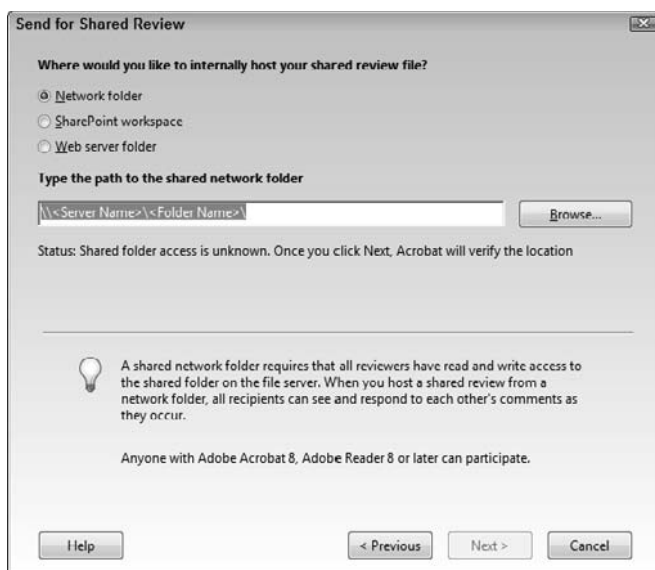 Send for Shared Review
Where would you like to internally host your shared review file?
Network folder
SharePoint workspace
Web server folder
Type the path to the shared network folder
\\<Server Name>\<Folder Name>\
Browse...
Status: Shared folder access is unknown. Once you click Next, Acrobat will verify the location
A shared network folder requires that all reviewers have read and write access to
the shared folder on the file server. When you host a shared review from a
network folder, all recipients can see and respond to each other's comments as
they occur.
Anyone with Adobe Acrobat 8, Adobe Reader 8 or later can participate.
Help
< Previous
Next >
Cancel